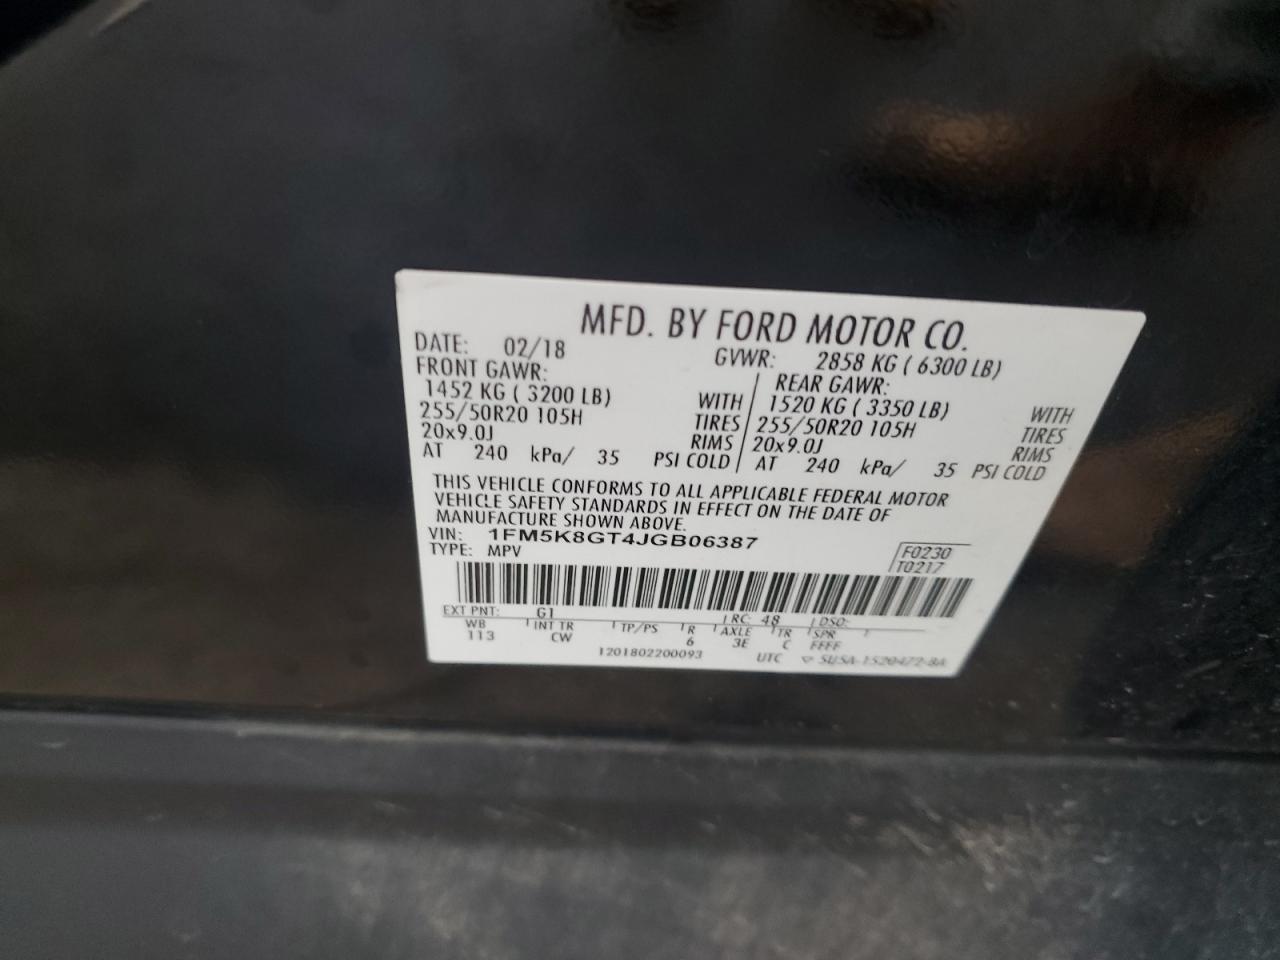 MFD. BY FORD MOTOR CO.
DATE: 02/18 GVWR: 2858 KG ( 6300 LB)
FRONT GAWR: REAR GAWR:
1452 KG ( 3200 LB) WITH 1520 KG ( 3350 LB) WITH
255/50R20 105H TIRES 255/50R20 105H TIRES
20x9.0J RIMS 20x9.0J RIMS
AT 240 kPa/ 35 PSI COLD AT 240 kPa/ 35 PSI COLD
THIS VEHICLE CONFORMS TO ALL APPLICABLE FEDERAL MOTOR
VEHICLE SAFETY STANDARDS IN EFFECT ON THE DATE OF
MANUFACTURE SHOWN ABOVE.
VIN: 1FM5K8GT4JGB06387
TYPE: MPV F0230
T0217
EXT PNT: G1 RC: 48 DSO:
WB INT TR TP/PS R AXLE TR SPR
113 CW 6 3E C FFFF
1201802200093 UTC ▽ SUSA-1520472-BA